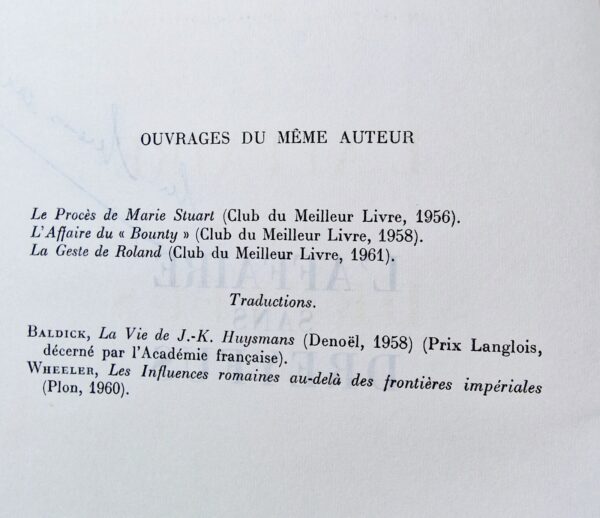 OUVRAGES DU MÊME AUTEUR
Le Procès de Marie Stuart (Club du Meilleur Livre, 1956).
L'Affaire du « Bounty » (Club du Meilleur Livre, 1958).
La Geste de Roland (Club du Meilleur Livre, 1961).
Traductions.
BALDICK, La Vie de J.-K. Huysmans (Denoël, 1958) (Prix Langlois,
décerné par l'Académie française).
WHEELER, Les Influences romaines au-delà des frontières impériales
(Plon, 1960).
L'AFFAIRE
SANS